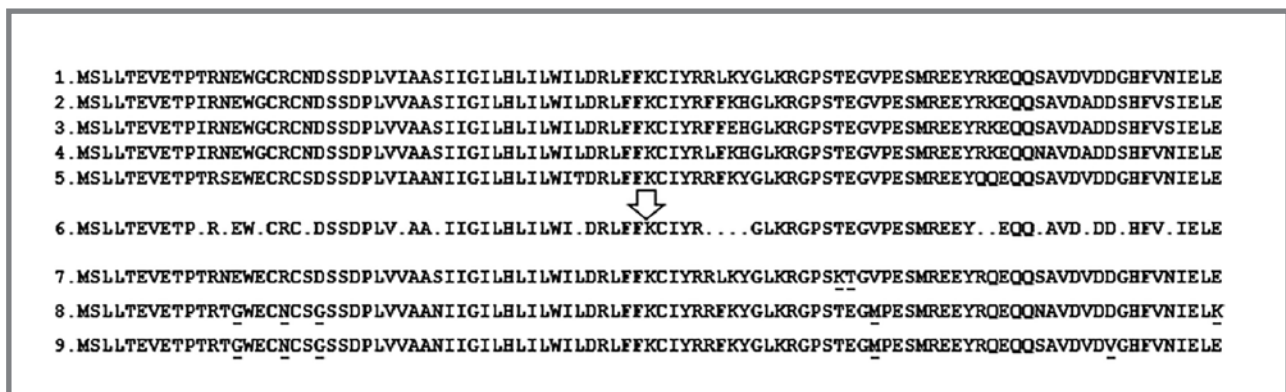 1.MSLLTEVETPTRNEWGCRCNDSSDPLVIAASIIGILHLILWILDRLFFKCIYRRLKYGLKRGPSTEGVPESMREEYRKEQQSAVDVDDGHFVNIELE
2.MSLLTEVETPIRNEWGCRCNDSSDPLVVAASIIGILHLILWILDRLFFKCIYRFFKHGLKRGPSTEGVPESMREEYRKEQQSAVDADDSHFVSIELE
3.MSLLTEVETPIRNEWGCRCNDSSDPLVVAASIIGILHLILWILDRLFFKCIYRFFEHGLKRGPSTEGVPESMREEYRKEQQSAVDADDSHFVSIELE
4.MSLLTEVETPIRNEWGCRCNDSSDPLVVAASIIGILHLILWILDRLFFKCIYRLFKHGLKRGPSTEGVPESMREEYRKEQQNAVDADDSHFVSIELE
5.MSLLTEVETPTRSEWECRCSDSSDPLVIAANIIGILHLILWITDRLFFKCIYRRFKYGLKRGPSTEGVPESMREEYQQEQQSAVDVDDGHFVNIELE
6.MSLLTEVETP.R.EW.CRC.DSSDPLV.AA.IIGILHLILWI.DRLFFKCIYR....GLKRGPSTEGVPESMREEY..EQQ.AVD.DD.HFV.IELE
7.MSLLTEVETPTRNEWECRCSDSSDPLVVAASIIGILHLILWILDRLFFKCIYRRLKYGLKRGPSKTGVPESMREEYRQEQQSAVDVDDGHFVNIELE
8.MSLLTEVETPTRTGWECNCSGSSDPLVVAANIIGILHLILWILDRLFFKCIYRRFKYGLKRGPSTEGMPESMREEYRQEQQNAVDVDDGHFVNIELK
9.MSLLTEVETPTRTGWECNCSGSSDPLVVAANIIGILHLILWILDRLFFKCIYRRFKYGLKRGPSTEGMPESMREEYRQEQQSAVDVDVGHFVNIELE